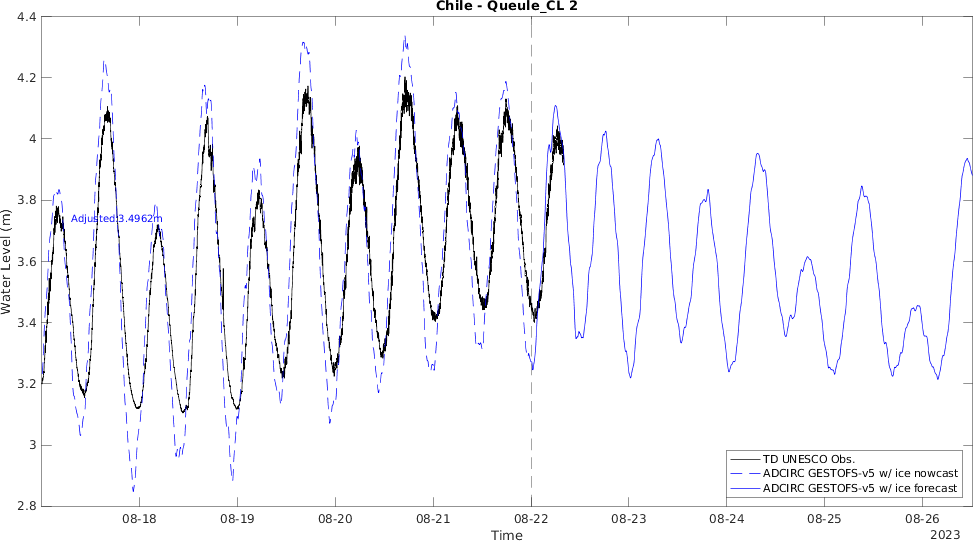 Chile - Queule_CL 2
4.4
4.2
4
3.8
3.6
3.4
3.2
3
2.8
Water Level (m)
Adjusted:3.4962m
TD UNESCO Obs.
ADCIRC GESTOFS-v5 w/ ice nowcast
ADCIRC GESTOFS-v5 w/ ice forecast
08-18 08-19 08-20 08-21 08-22 08-23 08-24 08-25 08-26
Time
2023